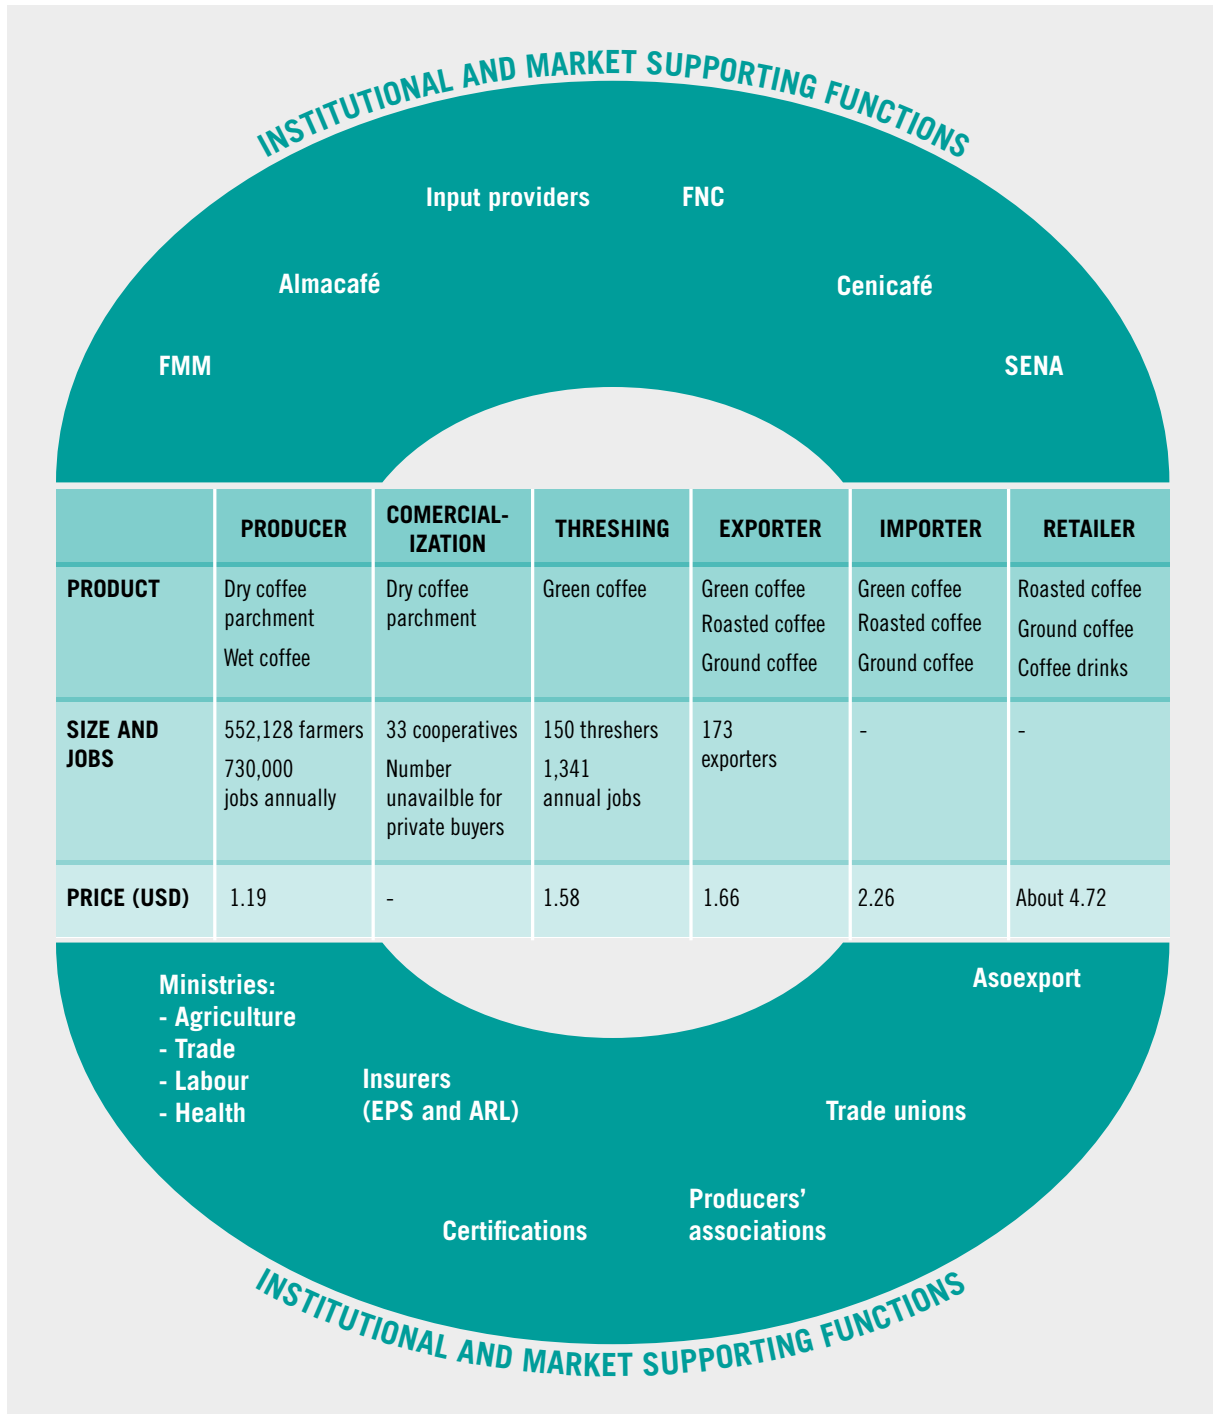 INSTITUTIONAL AND MARKET SUPPORTING FUNCTIONS
Input providers
FNC
Almacafé
Cenicafé
FMM
SENA
PRODUCER
COMERCIAL-
IZATION
THRESHING
EXPORTER
IMPORTER
RETAILER
PRODUCT
Dry coffee
parchment
Wet coffee
Dry coffee
parchment
Green coffee
Green coffee
Roasted coffee
Ground coffee
Green coffee
Roasted coffee
Ground coffee
Roasted coffee
Ground coffee
Coffee drinks
SIZE AND
JOBS
552,128 farmers
730,000
jobs annually
33 cooperatives
Number
unavailble for
private buyers
150 threshers
1,341
annual jobs
173
exporters
-
-
PRICE (USD)
1.19
-
1.58
1.66
2.26
About 4.72
Ministries:
- Agriculture
- Trade
- Labour
- Health
Insurers
(EPS and ARL)
Certifications
Producers’
associations
Trade unions
Asoexport
INSTITUTIONAL AND MARKET SUPPORTING FUNCTIONS